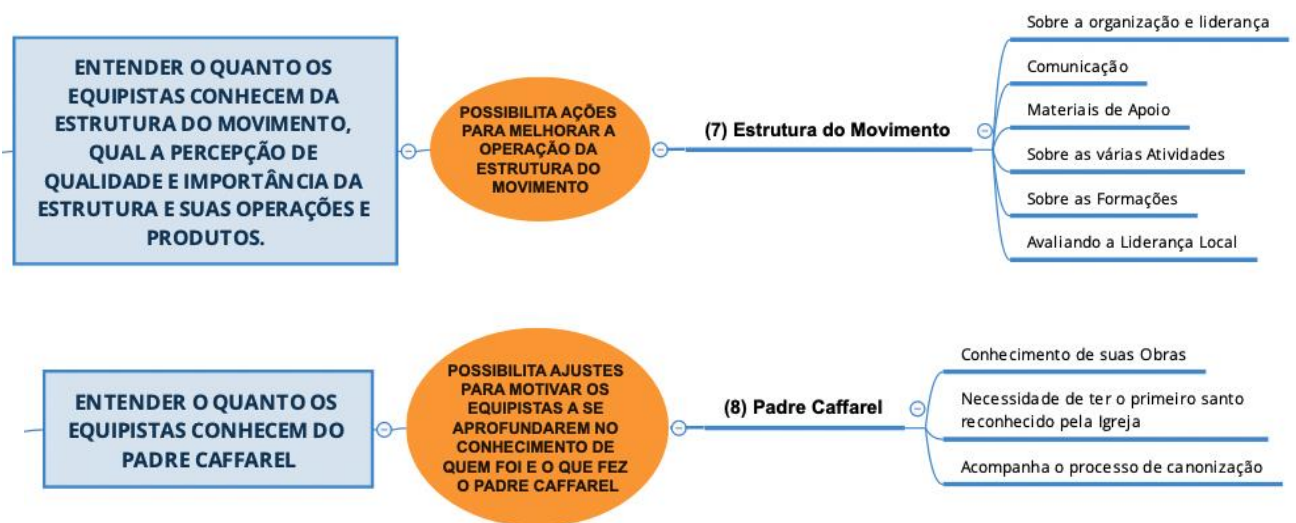 ENTENDER O QUANTO OS
EQUIPISTAS CONHECEM DA
ESTRUTURA DO MOVIMENTO,
QUAL A PERCEPÇÃO DE
QUALIDADE E IMPORTÂNCIA DA
ESTRUTURA E SUAS OPERAÇÕES E
PRODUTOS.
POSSIBILITA AÇÕES
PARA MELHORAR A
OPERAÇÃO DA
ESTRUTURA DO
MOVIMENTO
(7) Estrutura do Movimento
Sobre a organização e liderança
Comunicação
Materiais de Apoio
Sobre as várias Atividades
Sobre as Formações
Avaliando a Liderança Local
ENTENDER O QUANTO OS
EQUIPISTAS CONHECEM DO
PADRE CAFFAREL
POSSIBILITA AJUSTES
PARA MOTIVAR OS
EQUIPISTAS A SE
APROFUNDAREM NO
CONHECIMENTO DE
QUEM FOI E O QUE FEZ
O PADRE CAFFAREL
(8) Padre Caffarel
Conhecimento de suas Obras
Necessidade de ter o primeiro santo
reconhecido pela Igreja
Acompanha o processo de canonização